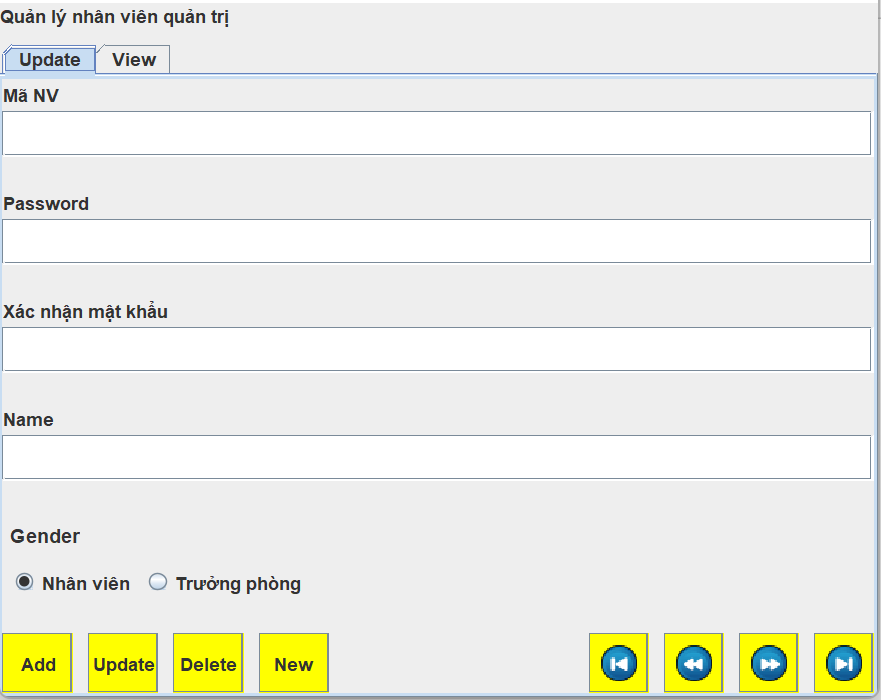 Quản lý nhân viên quản trị
Update View
Mã NV
Password
Xác nhận mật khẩu
Name
Gender
Nhân viên Trưởng phòng
Add Update Delete New